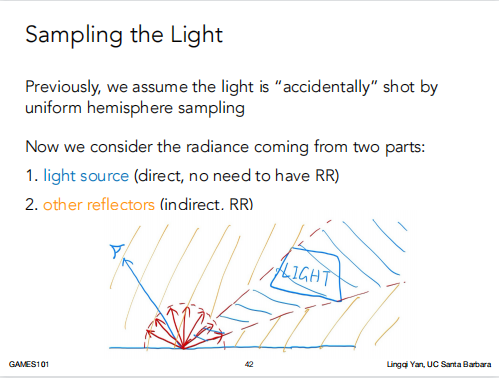 Sampling the Light
Previously, we assume the light is “accidentally” shot by
uniform hemisphere sampling
Now we consider the radiance coming from two parts:
1. light source (direct, no need to have RR)
2. other reflectors (indirect, RR)
LIGHT
GAMES101
42
Lingqi Yan, UC Santa Barbara